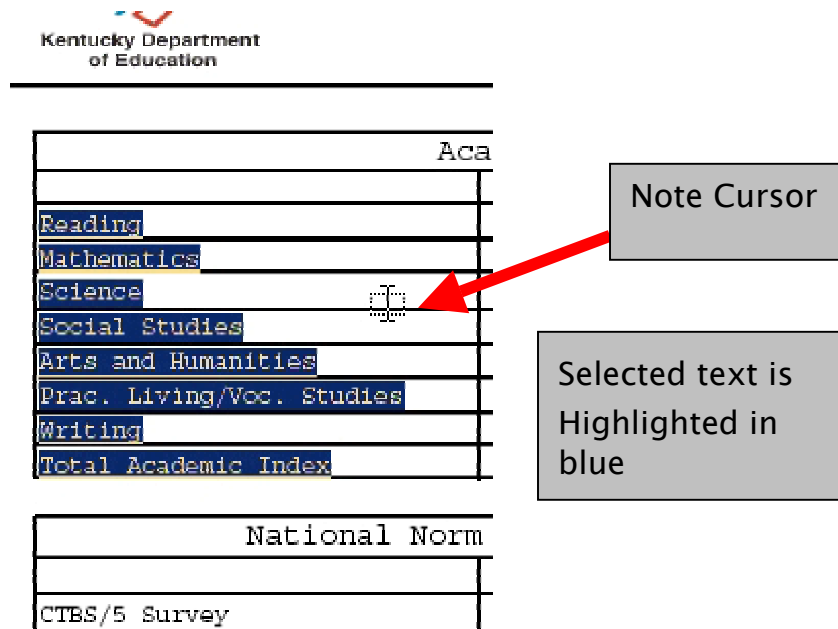 Kentucky Department
of Education
Aca
Reading
Mathematics
Science
Social Studies
Arts and Humanities
Prac. Living/Voc. Studies
Writing
Total Academic Index
National Norm
CTBS/5 Survey
Note Cursor
Selected text is
Highlighted in
blue